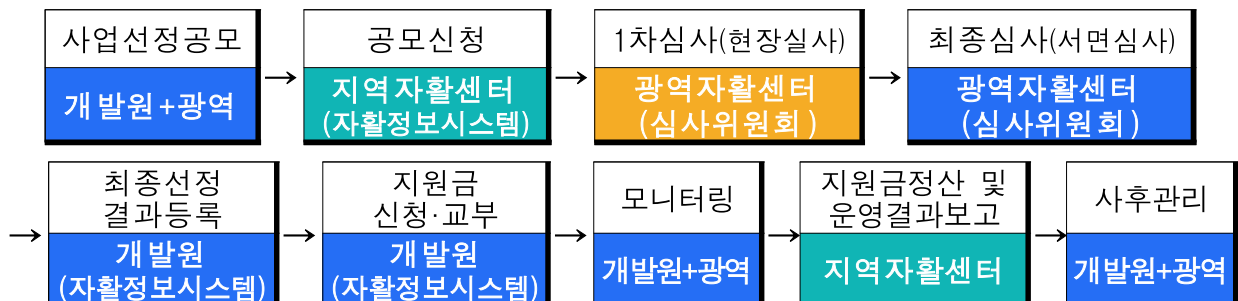 사업선정공모
개발원+광역
공모신청
지역자활센터
(자활정보시스템)
1차심사(현장실사)
광역자활센터
(심사위원회)
최종심사(서면심사)
광역자활센터
(심사위원회)
최종선정
결과등록
개발원
(자활정보시스템)
지원금
신청·교부
개발원
(자활정보시스템)
모니터링
개발원+광역
지원금정산 및
운영결과보고
지역자활센터
사후관리
개발원+광역